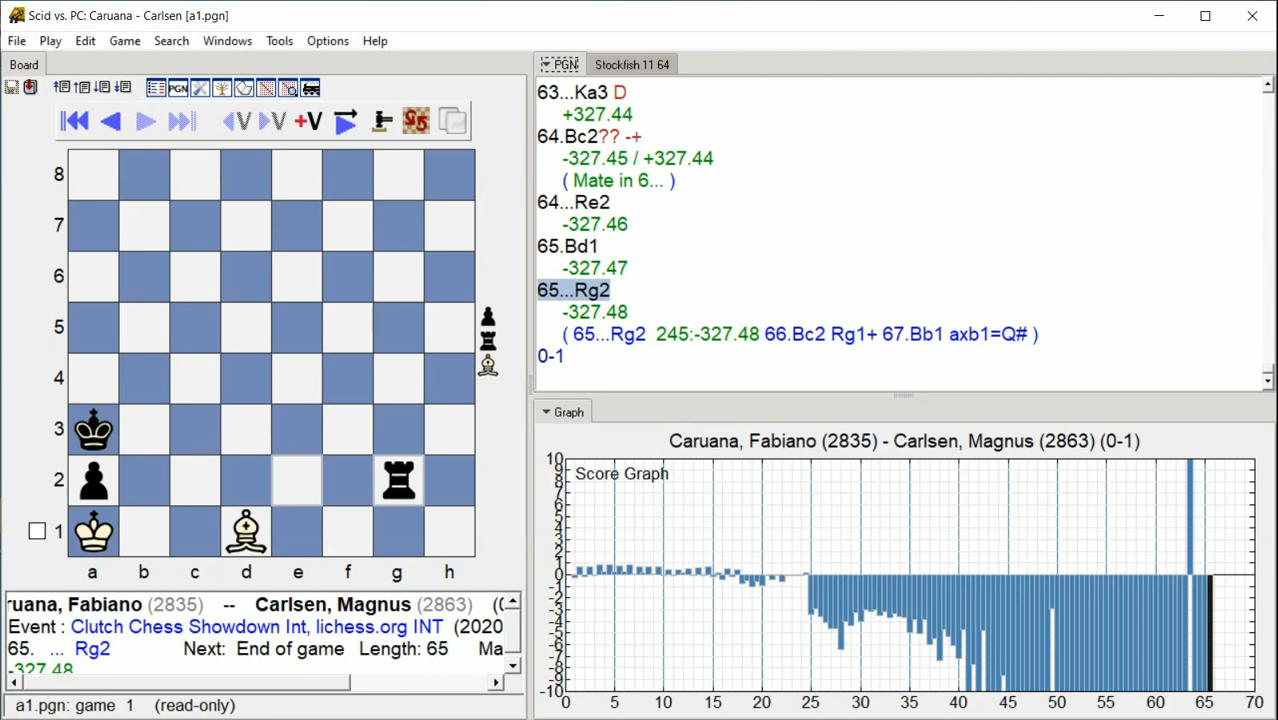 Scid vs. PC: Caruana - Carlsen [a1.pgn]
File Play Edit Game Search Windows Tools Options Help
Board
PGN Stockfish 11 64
PGN
V V +V
8
7
6
5
4
3
2
1
a b c d e f g h
63...Ka3 D
+327.44
64.Bc2?? -+
-327.45 / +327.44
( Mate in 6... )
64...Re2
-327.46
65.Bd1
-327.47
65...Rg2
-327.48
( 65...Rg2 245:-327.48 66.Bc2 Rg1+ 67.Bb1 axb1=Q# )
0-1
Graph
Caruana, Fabiano (2835) - Carlsen, Magnus (2863) (0-1)
Score Graph
10
9
8
7
6
5
4
3
2
1
0
-1
-2
-3
-4
-5
-6
-7
-8
-9
-10
0 5 10 15 20 25 30 35 40 45 50 55 60 65 70
ruana, Fabiano (2835) -- Carlsen, Magnus (2863) (0
Event : Clutch Chess Showdown Int, lichess.org INT (2020
65. ... Rg2 Next: End of game Length: 65 Ma
-327.48
a1.pgn: game 1 (read-only)